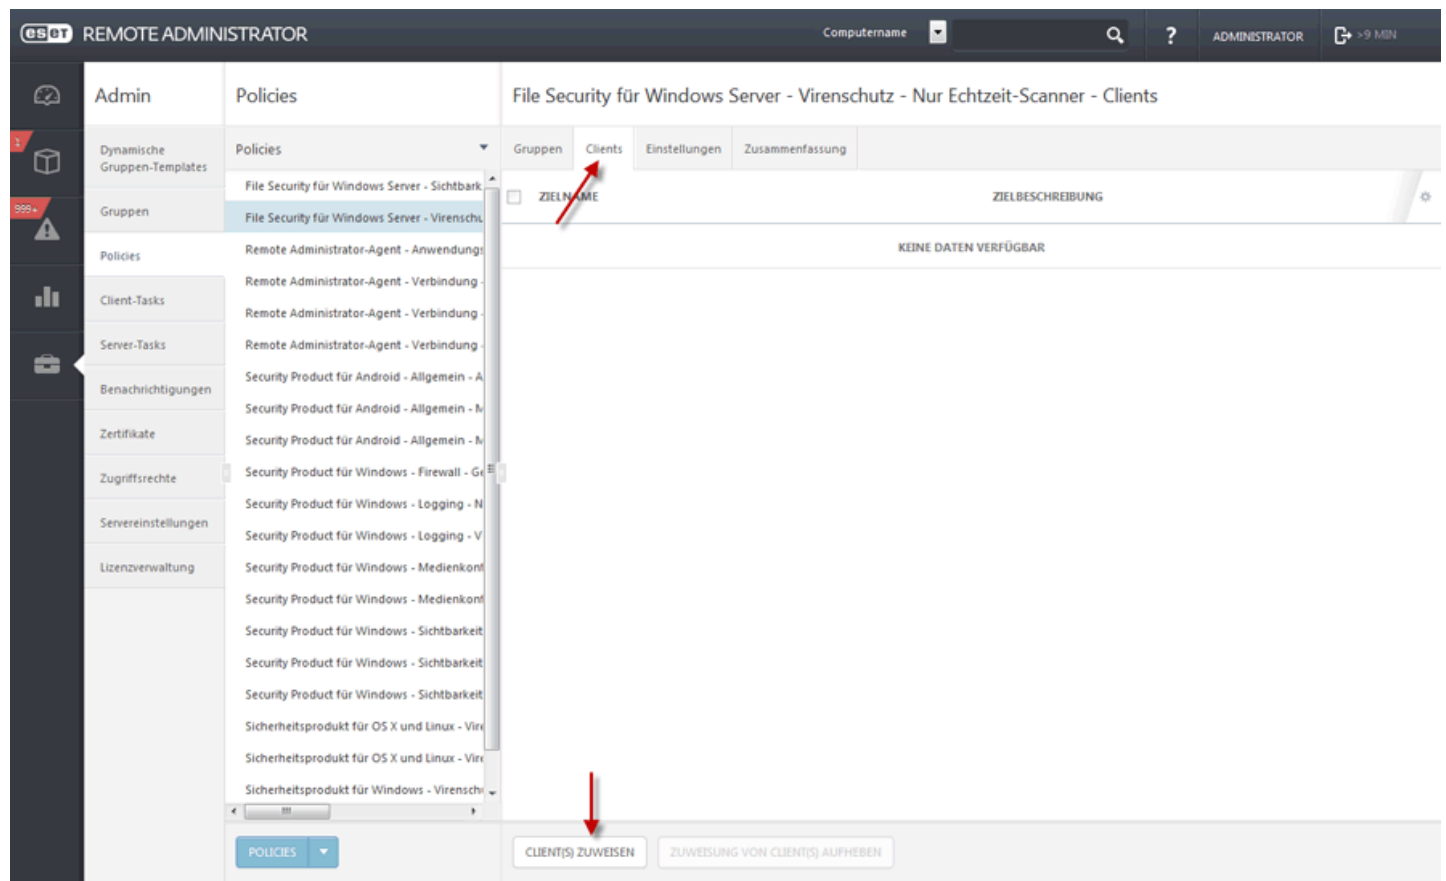 eseT REMOTE ADMINISTRATOR
Computername
?
ADMINISTRATOR
>9 MIN
Admin
Policies
File Security für Windows Server - Virenschutz - Nur Echtzeit-Scanner - Clients
1
999+
Dynamische
Gruppen-Templates
Gruppen
Policies
Client-Tasks
Server-Tasks
Benachrichtigungen
Zertifikate
Zugriffsrechte
Servereinstellungen
Lizenzverwaltung
Policies
File Security für Windows Server - Sichtbark
File Security für Windows Server - Virenschu
Remote Administrator-Agent - Anwendungs
Remote Administrator-Agent - Verbindung -
Remote Administrator-Agent - Verbindung -
Remote Administrator-Agent - Verbindung -
Security Product für Android - Allgemein - A
Security Product für Android - Allgemein - M
Security Product für Android - Allgemein - M
Security Product für Windows - Firewall - Ge
Security Product für Windows - Logging - N
Security Product für Windows - Logging - V
Security Product für Windows - Medienkont
Security Product für Windows - Medienkont
Security Product für Windows - Sichtbarkeit
Security Product für Windows - Sichtbarkeit
Security Product für Windows - Sichtbarkeit
Sicherheitsprodukt für OS X und Linux - Vire
Sicherheitsprodukt für OS X und Linux - Vire
Sicherheitsprodukt für Windows - Virenschu
POLICIES
Gruppen
Clients
Einstellungen
Zusammenfassung
ZIELNAME
ZIELBESCHREIBUNG
KEINE DATEN VERFÜGBAR
CLIENT(S) ZUWEISEN
ZUWEISUNG VON CLIENT(S) AUFHEBEN